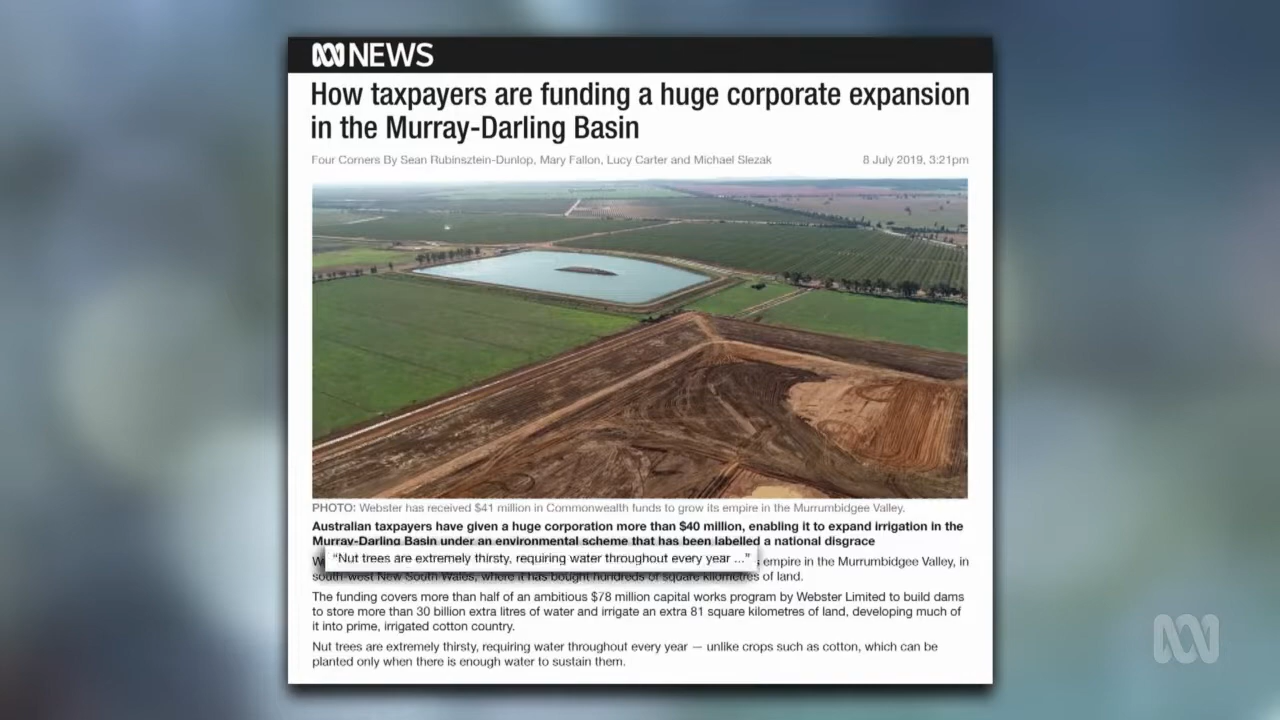 NEWS
How taxpayers are funding a huge corporate expansion
in the Murray-Darling Basin
Four Corners By Sean Rubinsztein-Dunlop, Mary Fallon, Lucy Carter and Michael Slezak 8 July 2019, 3:21pm
PHOTO: Webster has received $41 million in Commonwealth funds to grow its empire in the Murrumbidgee Valley.
Australian taxpayers have given a huge corporation more than $40 million, enabling it to expand irrigation in the
Murray-Darling Basin under an environmental scheme that has been labelled a national disgrace
"Nut trees are extremely thirsty, requiring water throughout every year ..."
empire in the Murrumbidgee Valley, in
south-west New South Wales, where it has bought hundreds of square kilometres of land.
The funding covers more than half of an ambitious $78 million capital works program by Webster Limited to build dams
to store more than 30 billion extra litres of water and irrigate an extra 81 square kilometres of land, developing much of
it into prime, irrigated cotton country.
Nut trees are extremely thirsty, requiring water throughout every year — unlike crops such as cotton, which can be
planted only when there is enough water to sustain them.